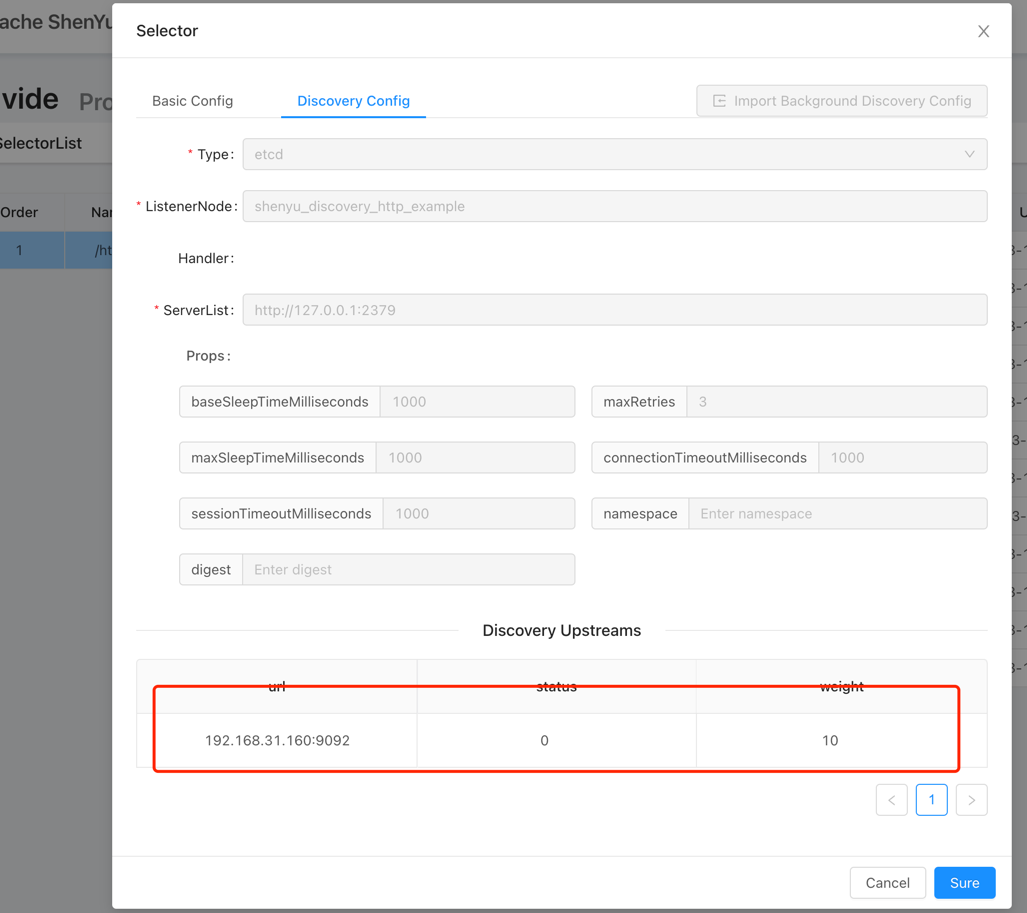 ache ShenYu
Selector
vide Pro
Basic Config Discovery Config Import Background Discovery Config
SelectorList
* Type: etcd
* ListenerNode: shenyu_discovery_http_example
Order Nar
1 /ht
Handler:
* ServerList: http://127.0.0.1:2379
Props:
baseSleepTimeMilliseconds 1000 maxRetries 3
maxSleepTimeMilliseconds 1000 connectionTimeoutMilliseconds 1000
sessionTimeoutMilliseconds 1000 namespace Enter namespace
digest Enter digest
Discovery Upstreams
url status weight
192.168.31.160:9092 0 10
< 1 >
Cancel Sure